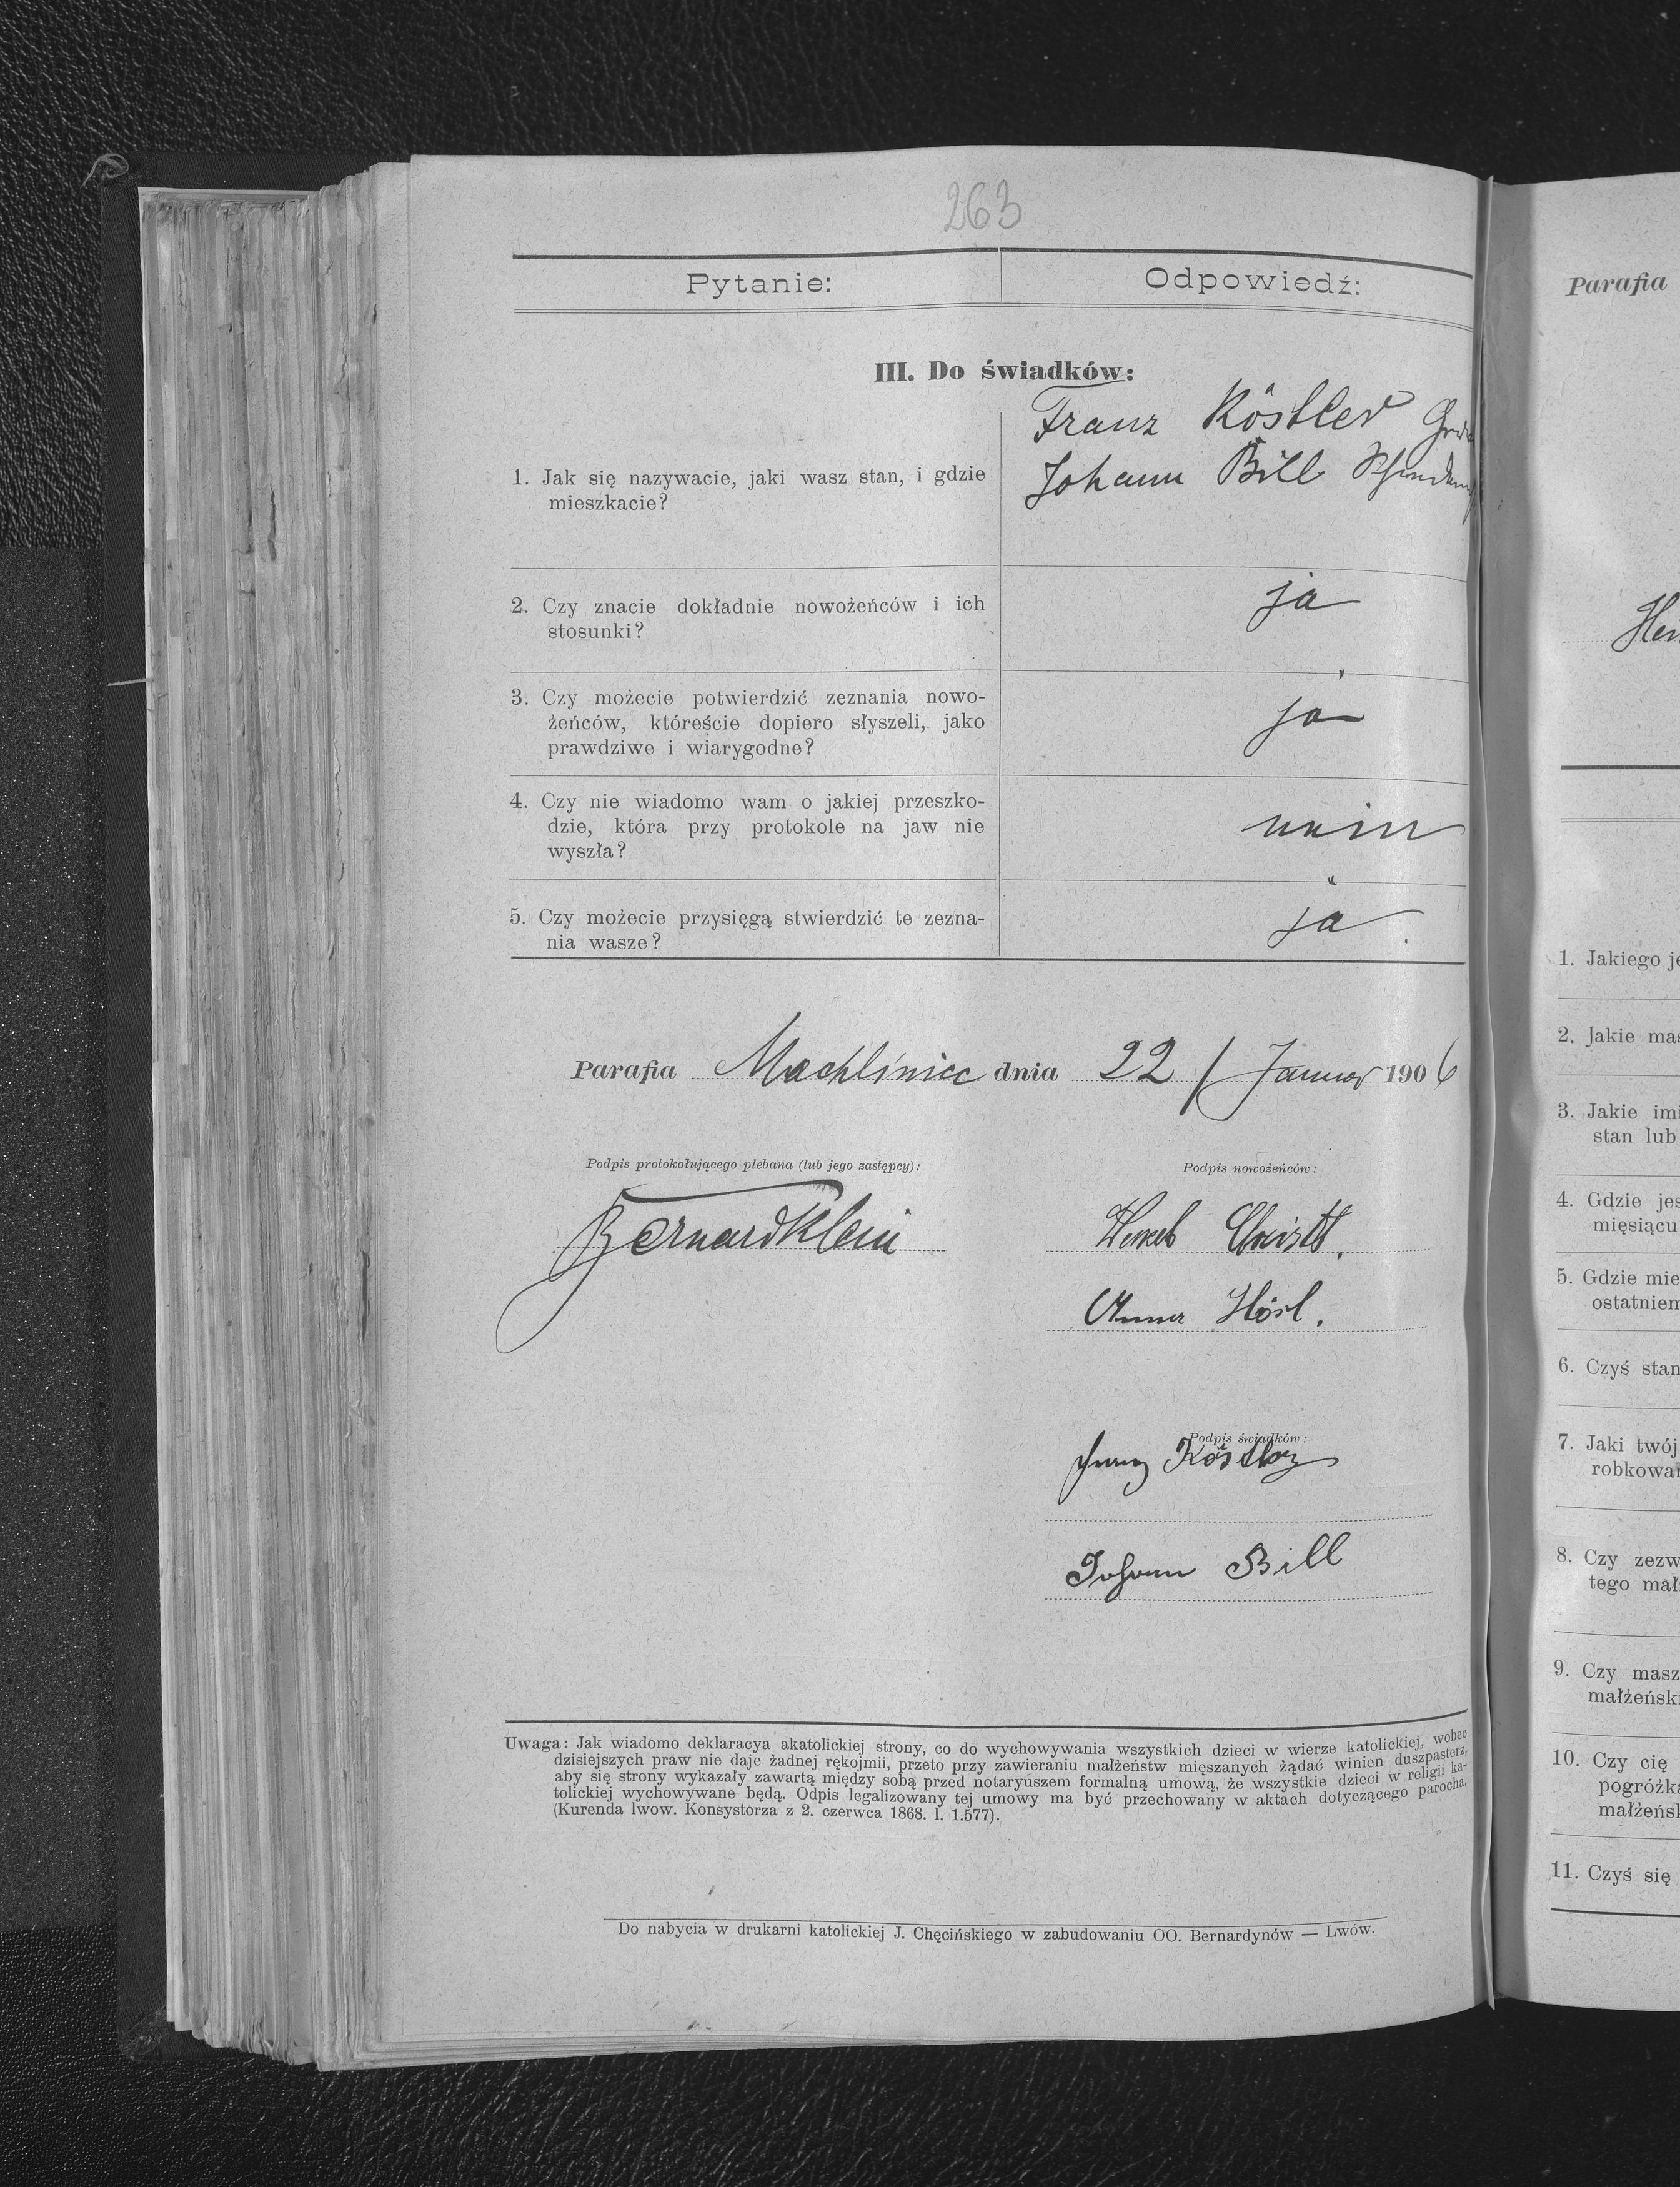 263
Pytanie:
Odpowiedź:
III. Do świadków:
1. Jak się nazywacie, jaki wasz stan, i gdzie
mieszkacie?
Franz Köstler
Johann Bill
2. Czy znacie dokładnie nowożeńców i ich
stosunki?
ja
3. Czy możecie potwierdzić zeznania nowo-
żeńców, któreście dopiero słyszeli, jako
prawdziwe i wiarygodne?
ja
4. Czy nie wiadomo wam o jakiej przeszko-
dzie, która przy protokole na jaw nie
wyszła?
nein
5. Czy możecie przysięgą stwierdzić te zezna-
nia wasze?
ja
Parafia Machliniec dnia 22/Januar 1906
Podpis protokołującego plebana (lub jego zastępcy):
Bernard Klein
Podpis nowożeńców:
Anna Hösl.
Podpis świadków:
Franz Köstler
Johann Bill
Uwaga: Jak wiadomo deklaracya akatolickiej strony, co do wychowywania wszystkich dzieci w wierze katolickiej, wobec
dzisiejszych praw nie daje żadnej rękojmii, przeto przy zawieraniu małżeństw mięszanych żądać winien duszpasterz,
aby się strony wykazały zawartą między sobą przed notaryuszem formalną umową, że wszystkie dzieci w religii ka-
tolickiej wychowywane będą. Odpis legalizowany tej umowy ma być przechowany w aktach dotyczącego parocha.
(Kurenda lwow. Konsystorza z 2. czerwca 1868. l. 1.577).
Do nabycia w drukarni katolickiej J. Chęcińskiego w zabudowaniu OO. Bernardynów — Lwów.
Parafia
1. Jakiego
2. Jakie
3. Jakie
stan lub
4. Gdzie
miesiącu
5. Gdzie
6. Czyś
7. Jaki twój
8. Czy
tego
9. Czy masz
10. Czy cię
11. Czyś się